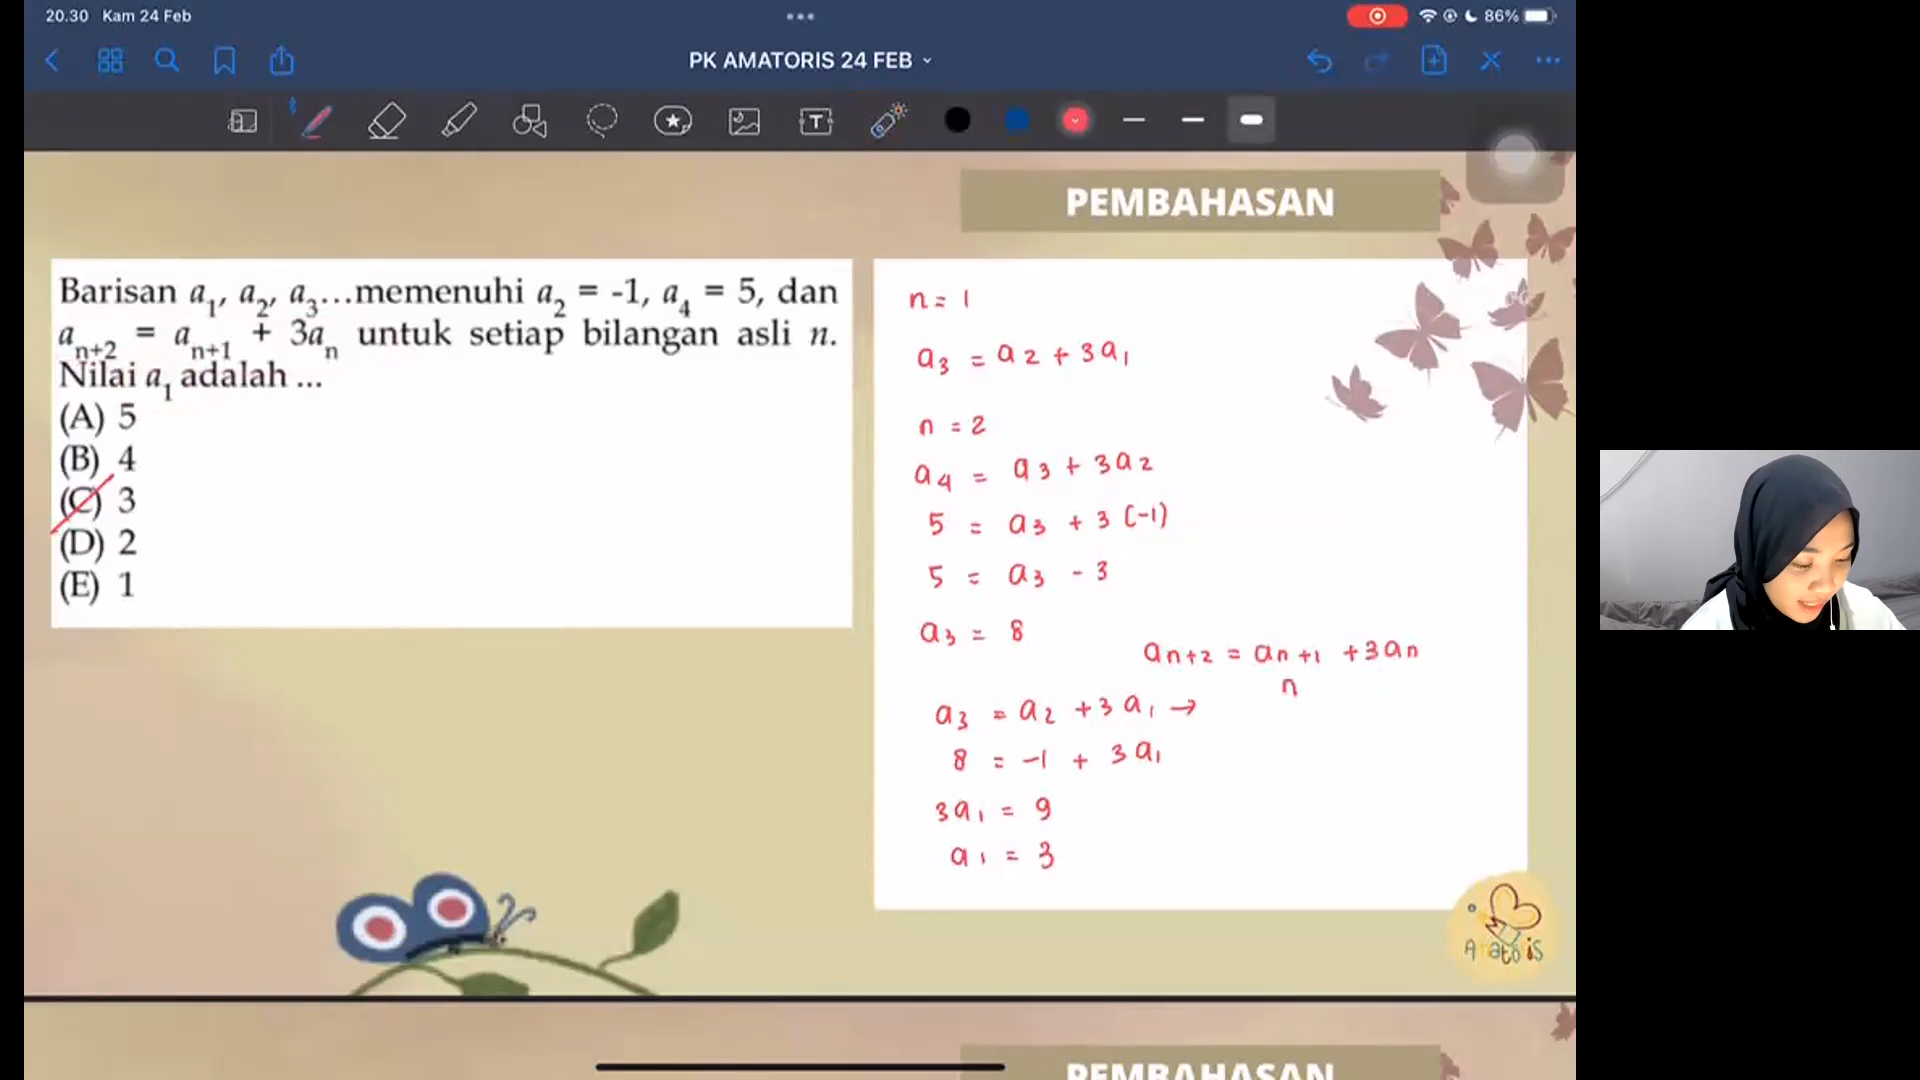 20.30 Kam 24 Feb
86%
PK AMATORIS 24 FEB
T
PEMBAHASAN
Barisan a₁, a₂, a₃...memenuhi a₂ = -1, a₄ = 5, dan
aₙ₊₂ = aₙ₊₁ + 3aₙ untuk setiap bilangan asli n.
Nilai a₁ adalah ...
(A) 5
(B) 4
(C) 3
(D) 2
(E) 1
n = 1
a₃ = a₂ + 3a₁
n = 2
a₄ = a₃ + 3a₂
5 = a₃ + 3 (-1)
5 = a₃ - 3
a₃ = 8
aₙ₊₂ = aₙ₊₁ + 3aₙ
n
a₃ = a₂ + 3a₁ →
8 = -1 + 3a₁
3a₁ = 9
a₁ = 3
Amatoris
PEMBAHASAN